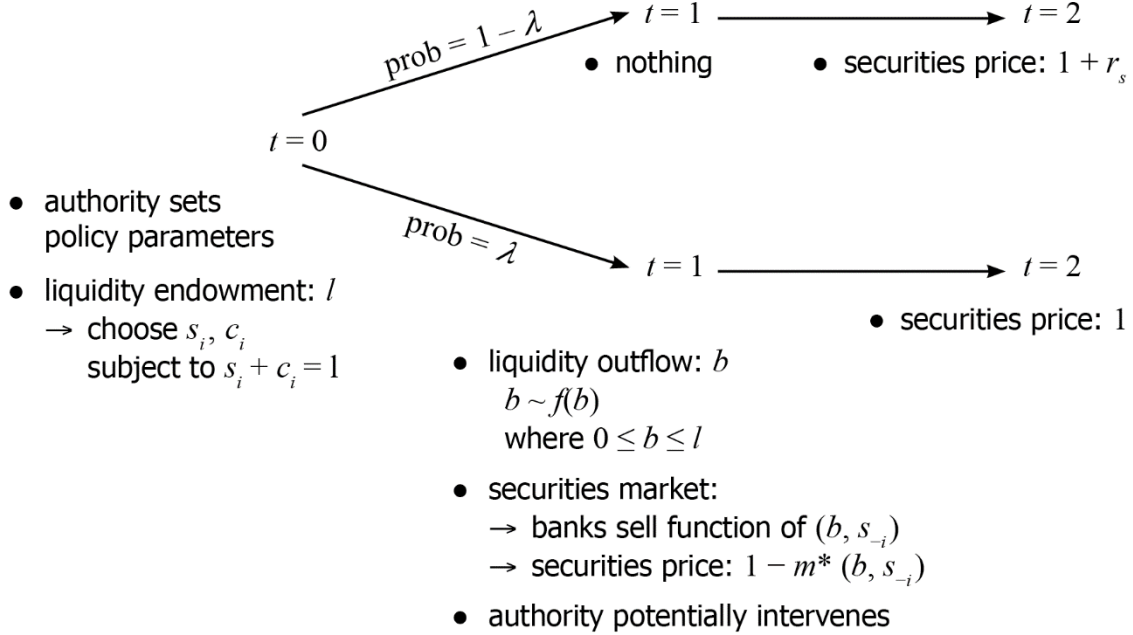 prob = 1 − λ
t = 1
t = 2
• nothing
• securities price: 1 + r_s
t = 0
• authority sets
policy parameters
• liquidity endowment: l
→ choose s_i, c_i
subject to s_i + c_i = 1
prob = λ
t = 1
t = 2
• securities price: 1
• liquidity outflow: b
b ~ f(b)
where 0 ≤ b ≤ l
• securities market:
→ banks sell function of (b, s_−i)
→ securities price: 1 − m* (b, s_−i)
• authority potentially intervenes